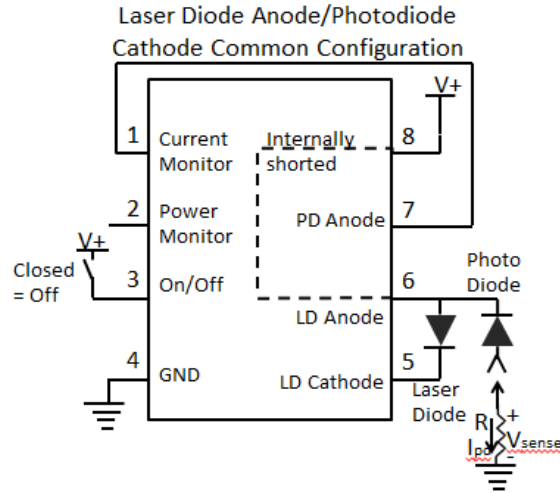 Laser Diode Anode/Photodiode
Cathode Common Configuration
V+
1
Current
Monitor
Internally
shorted
8
2
Power
Monitor
PD Anode
7
V+
Closed
= Off
3
On/Off
6
Photo
Diode
LD Anode
4
GND
5
LD Cathode
Laser
Diode
R
+
Ipd
Vsense
-